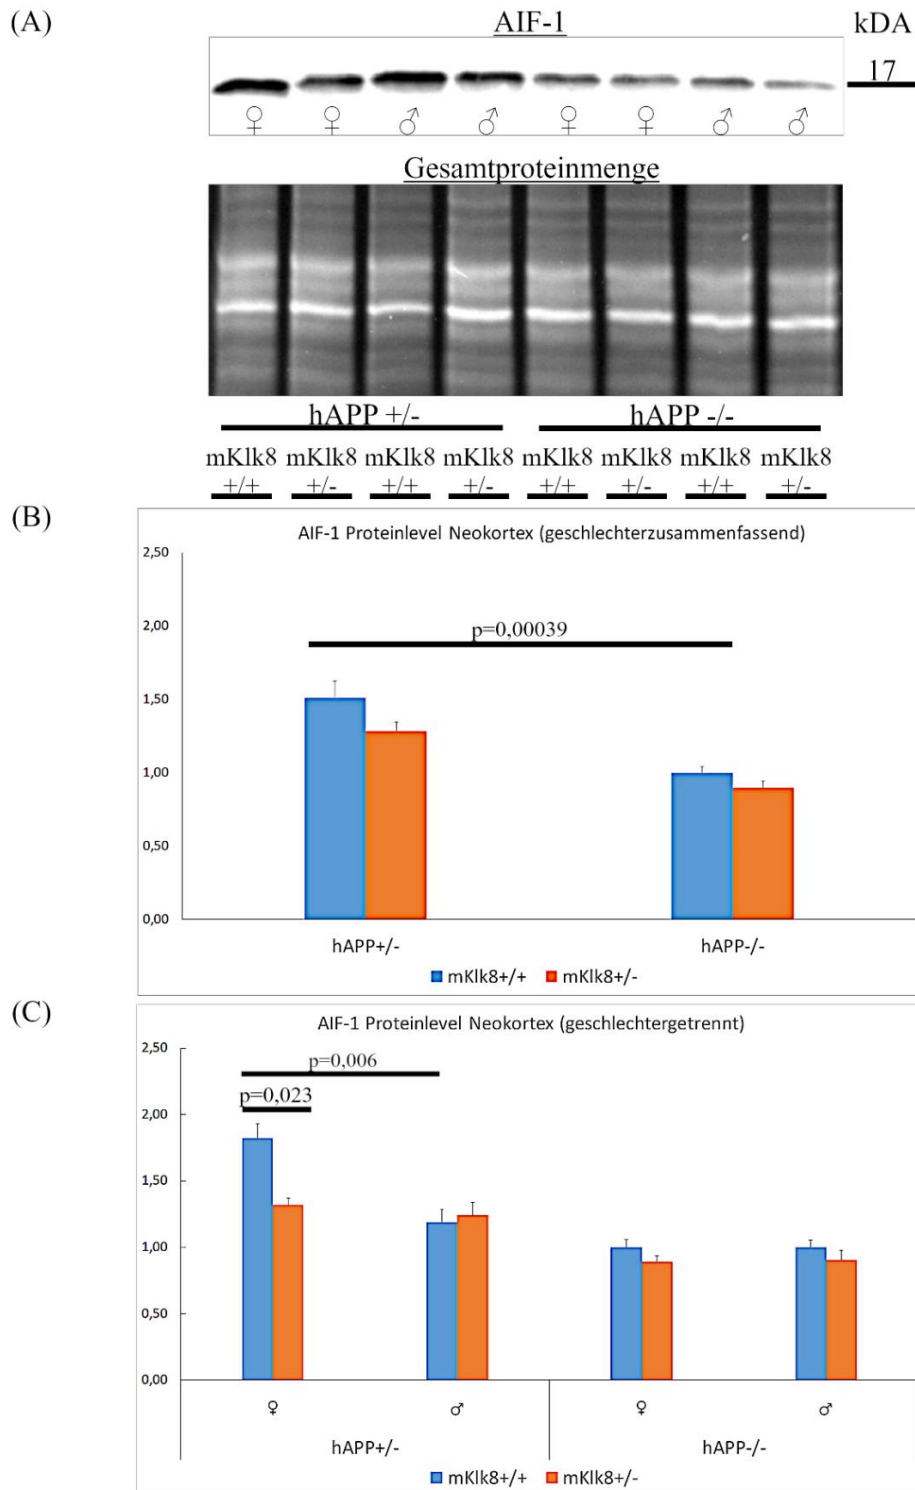 (A)
AIF-1
kDA
17
♀ ♀ ♂ ♂ ♀ ♀ ♂ ♂
Gesamtproteinmenge
hAPP +/- hAPP -/-
mKlk8 mKlk8 mKlk8 mKlk8 mKlk8 mKlk8 mKlk8 mKlk8
+/+ +/- +/+ +/- +/+ +/- +/+ +/-
(B)
AIF-1 Proteinlevel Neokortex (geschlechterzusammenfassend)
2,50
2,00
p=0,00039
1,50
1,00
0,50
0,00
hAPP+/- hAPP-/-
mKlk8+/+ mKlk8+/-
(C)
AIF-1 Proteinlevel Neokortex (geschlechtergetrennt)
2,50
p=0,006
p=0,023
2,00
1,50
1,00
0,50
0,00
♀ ♂ ♀ ♂
hAPP+/- hAPP-/-
mKlk8+/+ mKlk8+/-